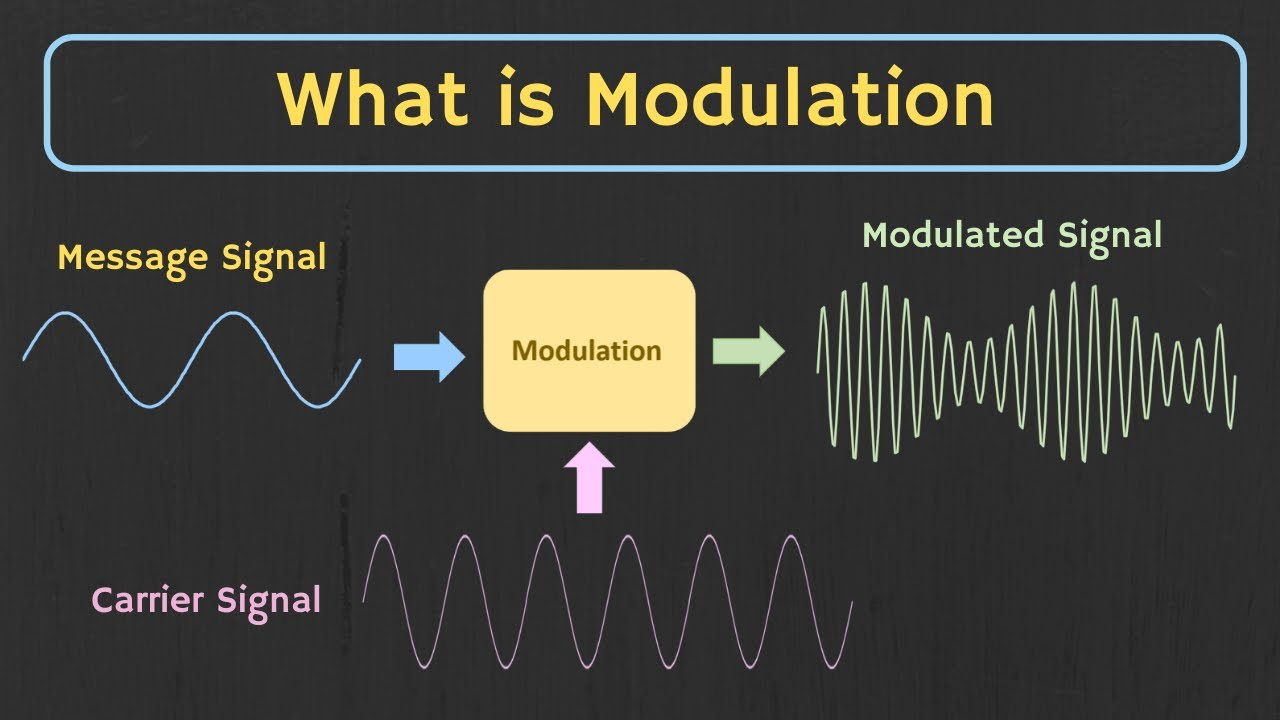 What is Modulation
Message Signal
Modulated Signal
Modulation
Carrier Signal